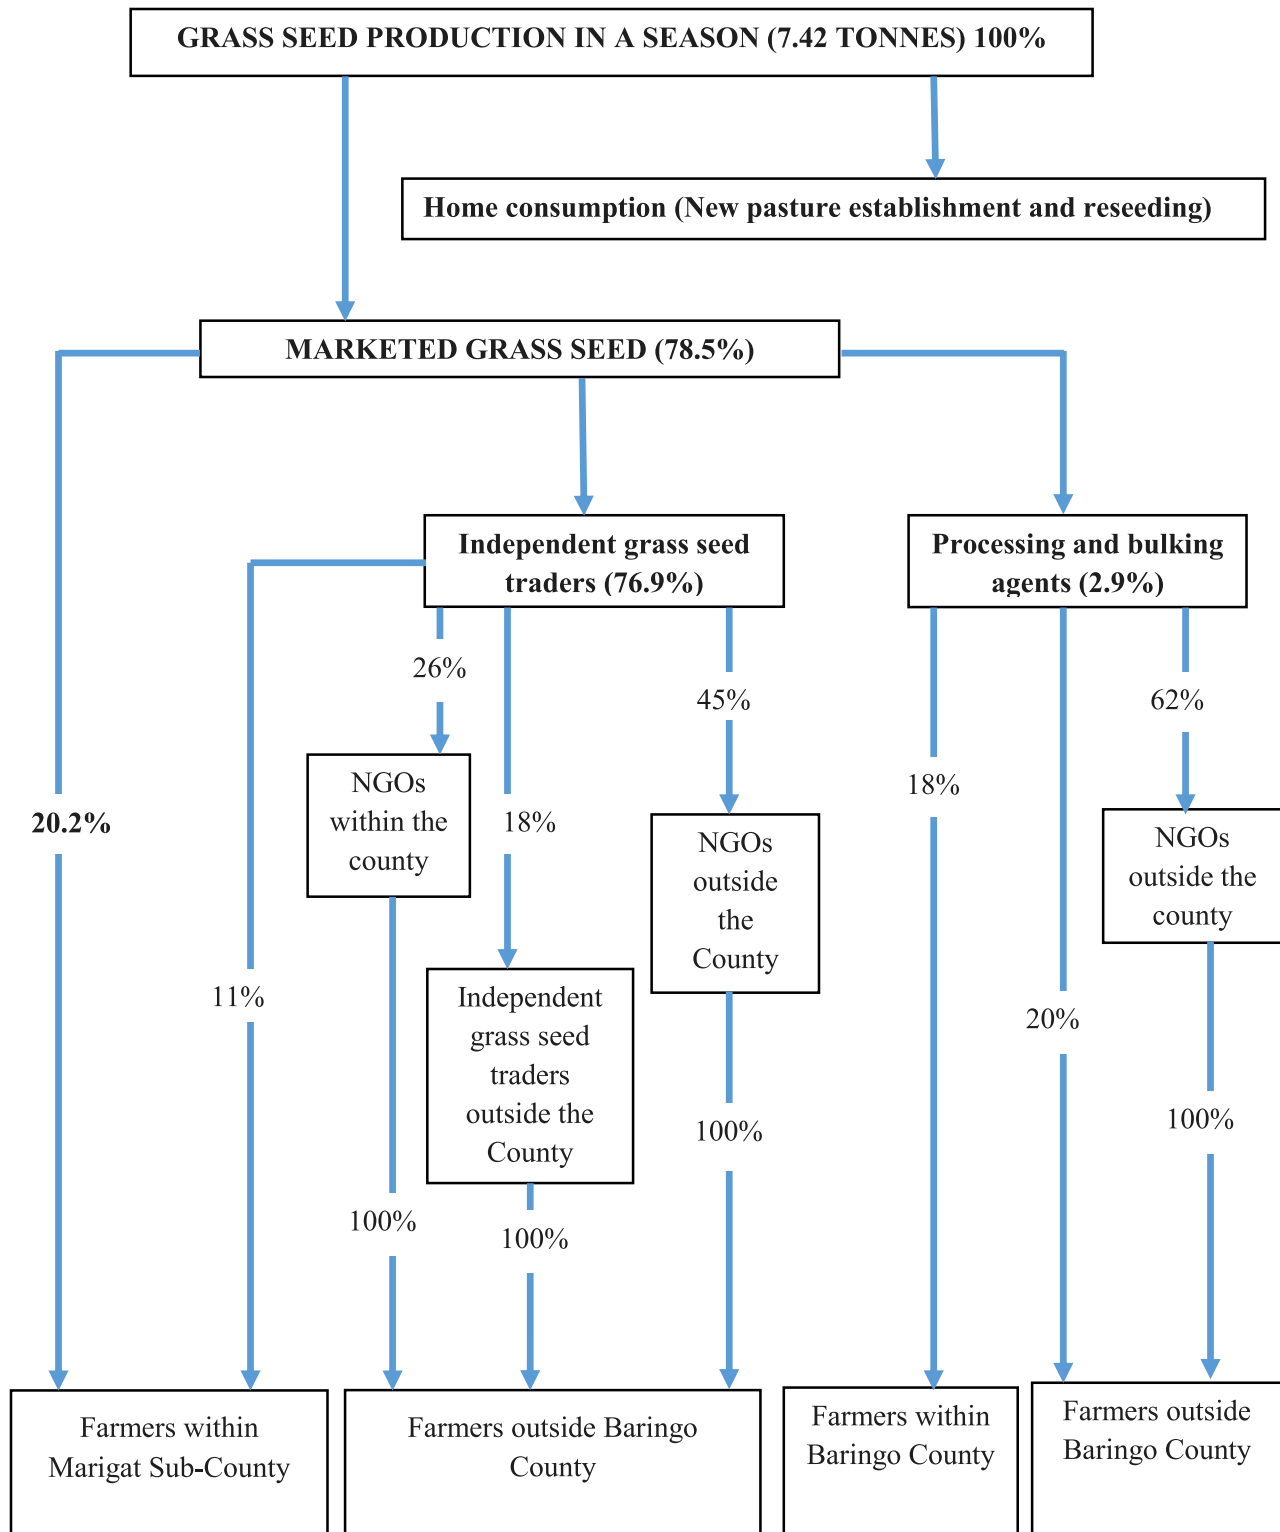 GRASS SEED PRODUCTION IN A SEASON (7.42 TONNES) 100%
Home consumption (New pasture establishment and reseeding)
MARKETED GRASS SEED (78.5%)
Independent grass seed
traders (76.9%)
Processing and bulking
agents (2.9%)
26%
45%
62%
NGOs
within the
county
18%
18%
20.2%
NGOs
outside
the
County
NGOs
outside the
county
11%
Independent
grass seed
traders
outside the
County
20%
100%
100%
100%
100%
Farmers within
Marigat Sub-County
Farmers outside Baringo
County
Farmers within
Baringo County
Farmers outside
Baringo County